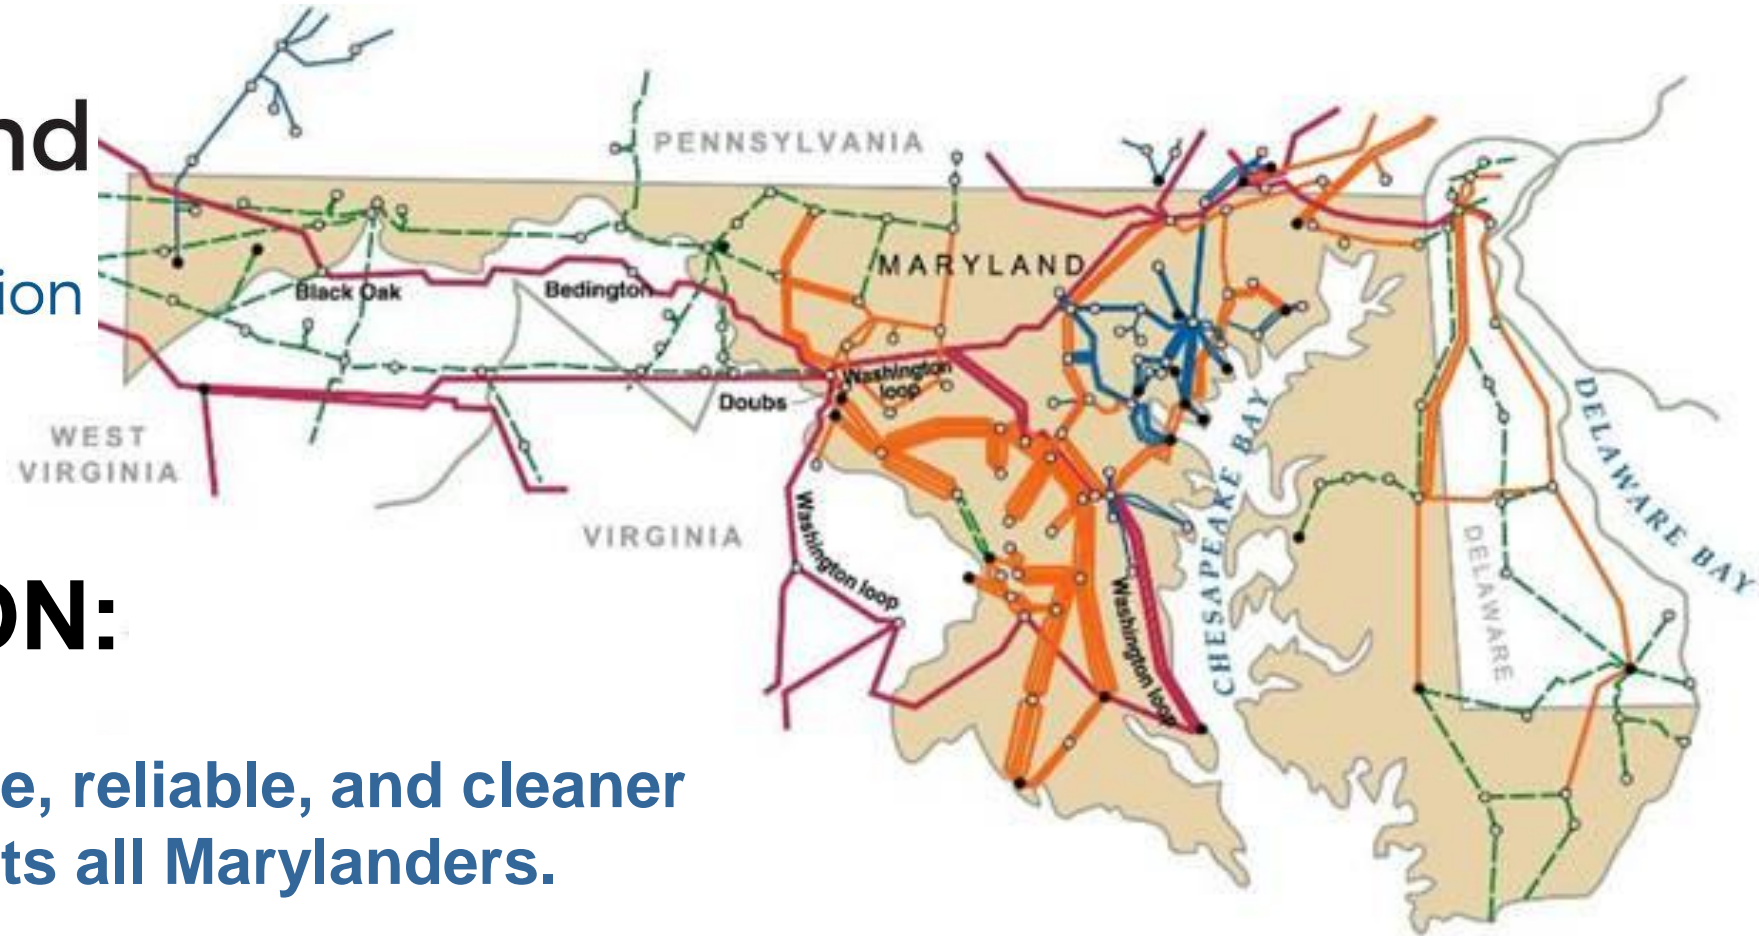 nd
PENNSYLVANIA
MARYLAND
ion
Black Oak
Bedington
Washington
loop
Doubs
WEST
VIRGINIA
DELAWARE BAY
CHESAPEAKE BAY
VIRGINIA
Washington loop
DELAWARE
Washington loop
ON:
e, reliable, and cleaner
ts all Marylanders.